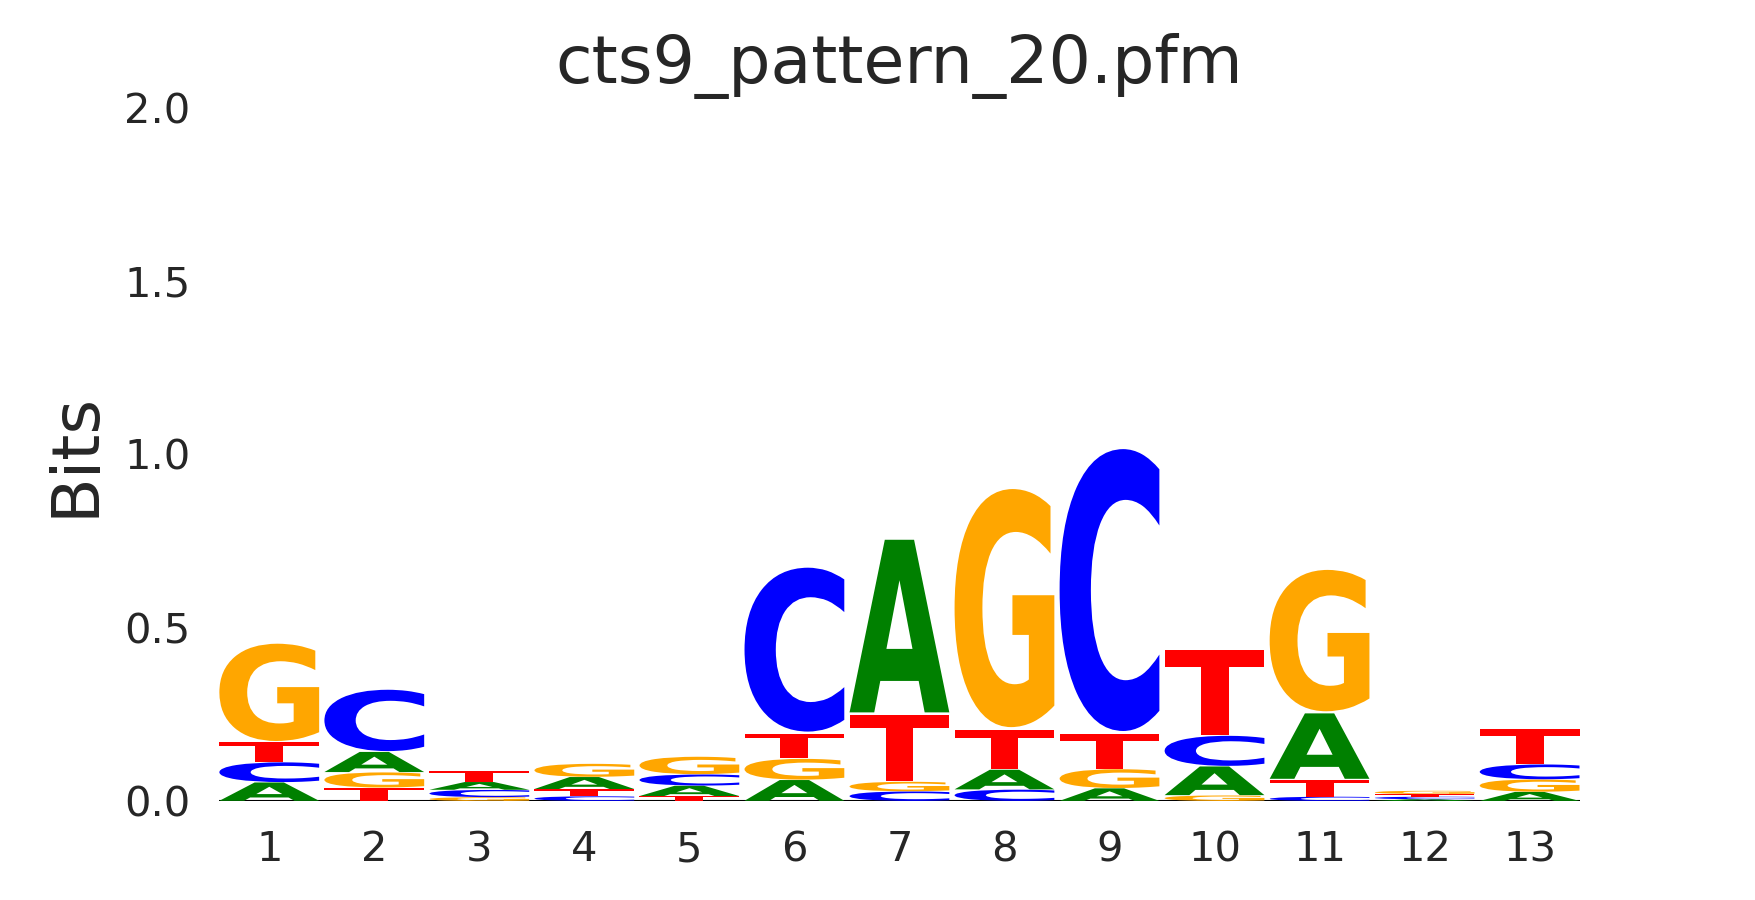 cts9_pattern_20.pfm
2.0
1.5
1.0
0.5
0.0
Bits
G C T G G C A G C T G G T
T A A A C T T T T C A T C
C G C T A G G A G A T C G
A T G C T A C C A G C A A
1 2 3 4 5 6 7 8 9 10 11 12 13